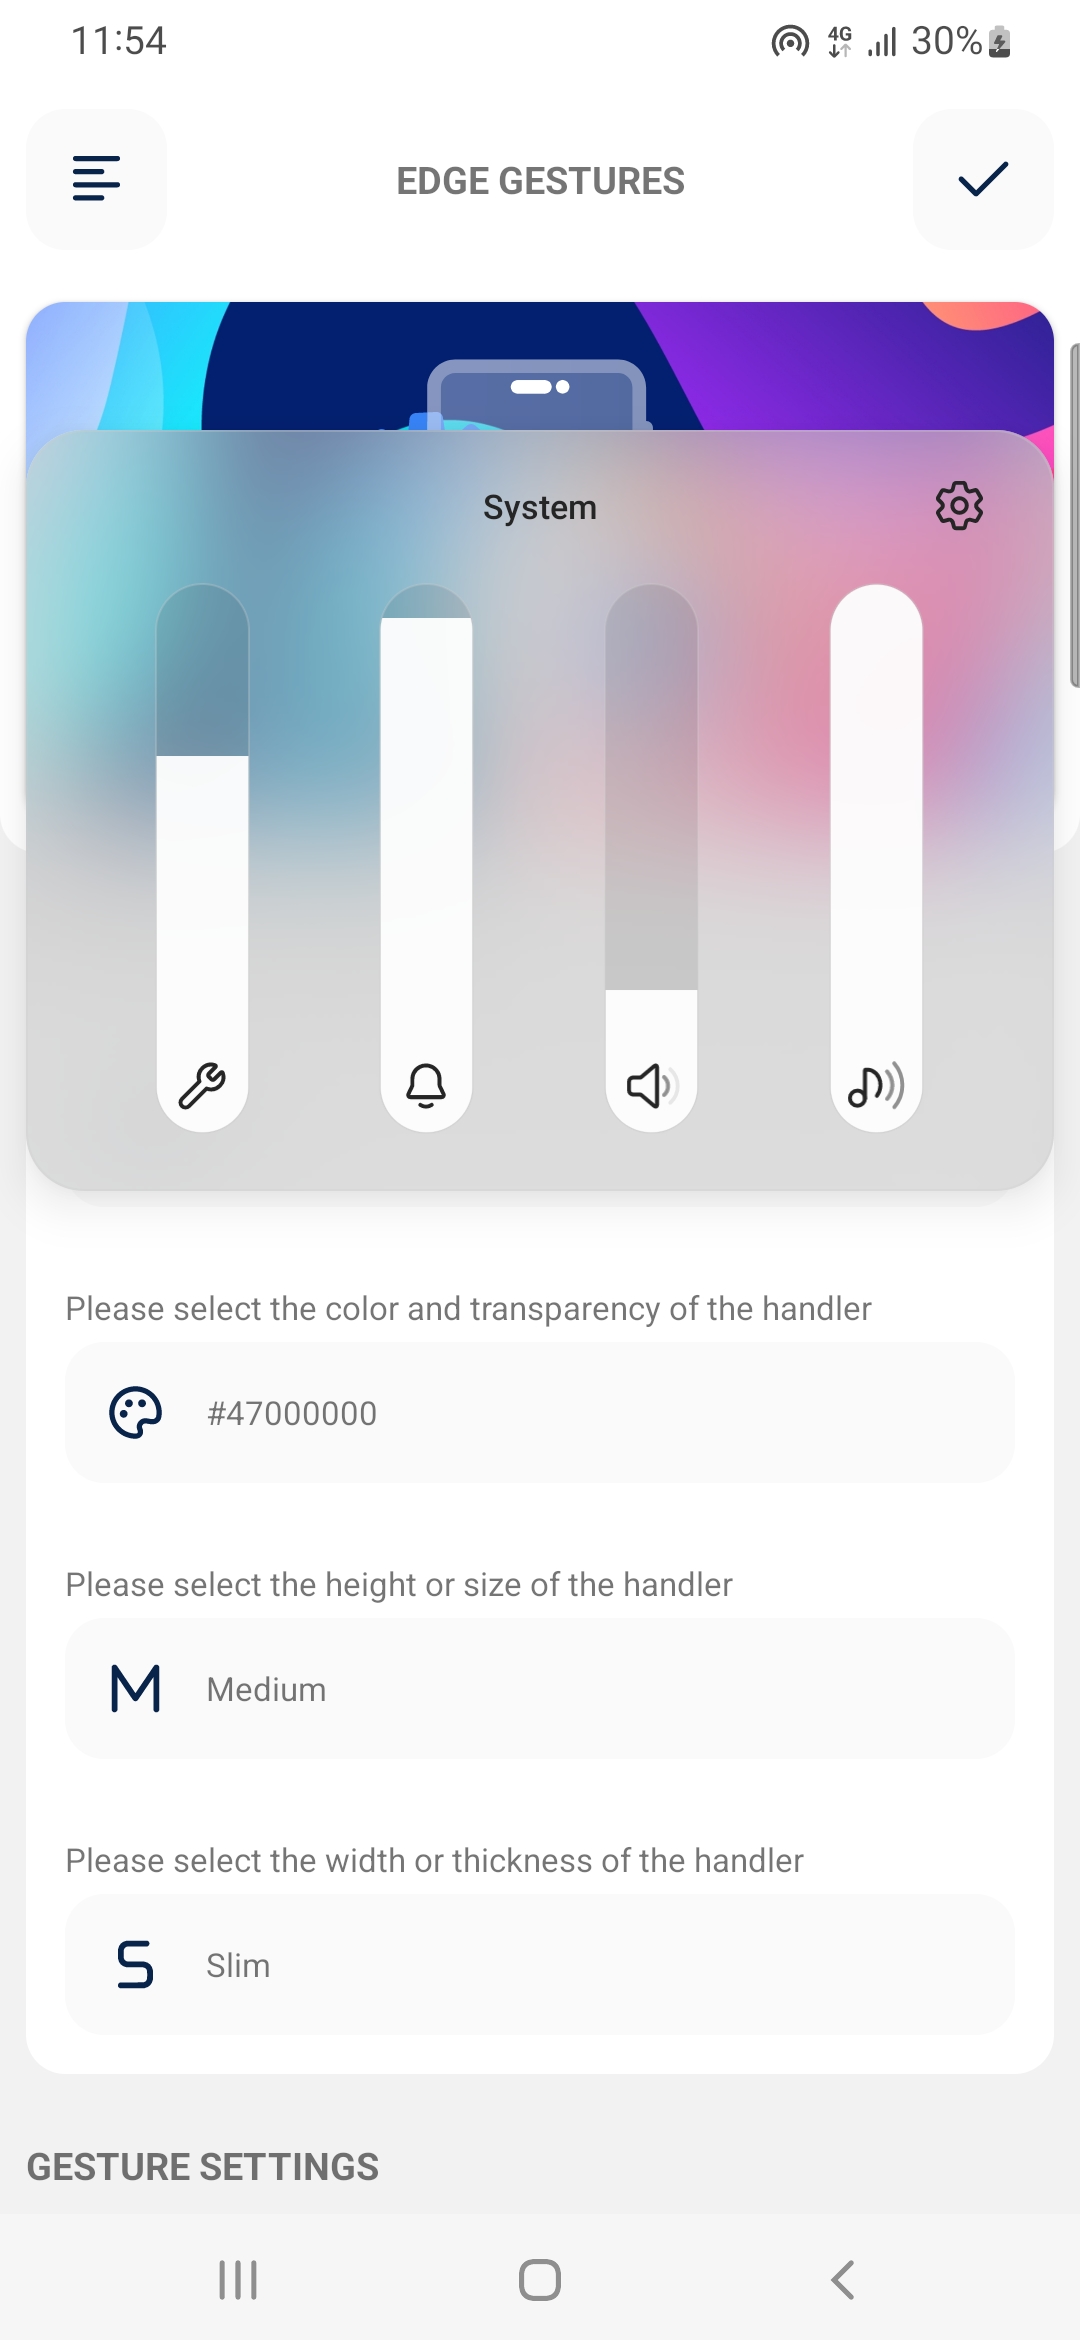 11:54
4G
30%
EDGE GESTURES
System
Please select the color and transparency of the handler
#47000000
Please select the height or size of the handler
M Medium
Please select the width or thickness of the handler
S Slim
GESTURE SETTINGS